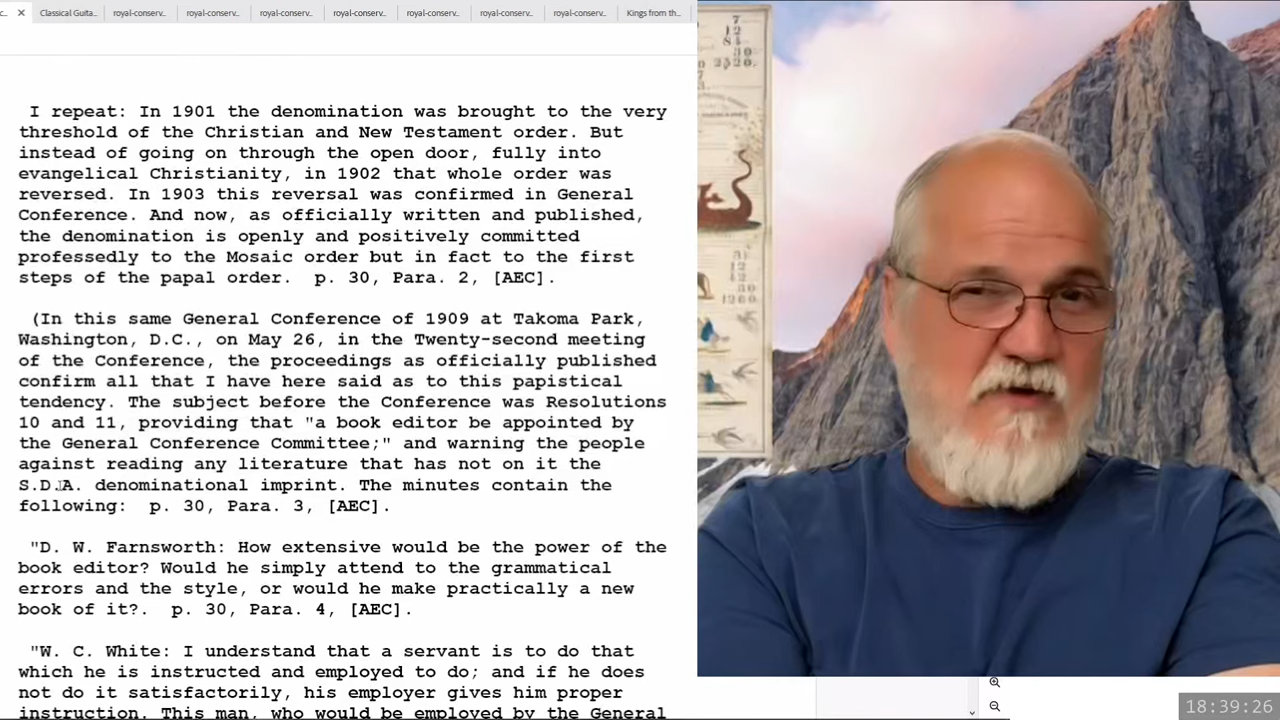 c..
Classical Guita..
royal-conserv..
royal-conserv..
royal-conserv..
royal-conserv..
royal-conserv..
royal-conserv..
royal-conserv..
Kings from th...
I repeat: In 1901 the denomination was brought to the very
threshold of the Christian and New Testament order. But
instead of going on through the open door, fully into
evangelical Christianity, in 1902 that whole order was
reversed. In 1903 this reversal was confirmed in General
Conference. And now, as officially written and published,
the denomination is openly and positively committed
professedly to the Mosaic order but in fact to the first
steps of the papal order. p. 30, Para. 2, [AEC].
(In this same General Conference of 1909 at Takoma Park,
Washington, D.C., on May 26, in the Twenty-second meeting
of the Conference, the proceedings as officially published
confirm all that I have here said as to this papistical
tendency. The subject before the Conference was Resolutions
10 and 11, providing that "a book editor be appointed by
the General Conference Committee;" and warning the people
against reading any literature that has not on it the
S.D.A. denominational imprint. The minutes contain the
following: p. 30, Para. 3, [AEC].
"D. W. Farnsworth: How extensive would be the power of the
book editor? Would he simply attend to the grammatical
errors and the style, or would he make practically a new
book of it?. p. 30, Para. 4, [AEC].
"W. C. White: I understand that a servant is to do that
which he is instructed and employed to do; and if he does
not do it satisfactorily, his employer gives him proper
instruction. This man, who would be employed by the General
7
12
84
30
2520.
7
3
31
12
42
30
1260.
18:39:26